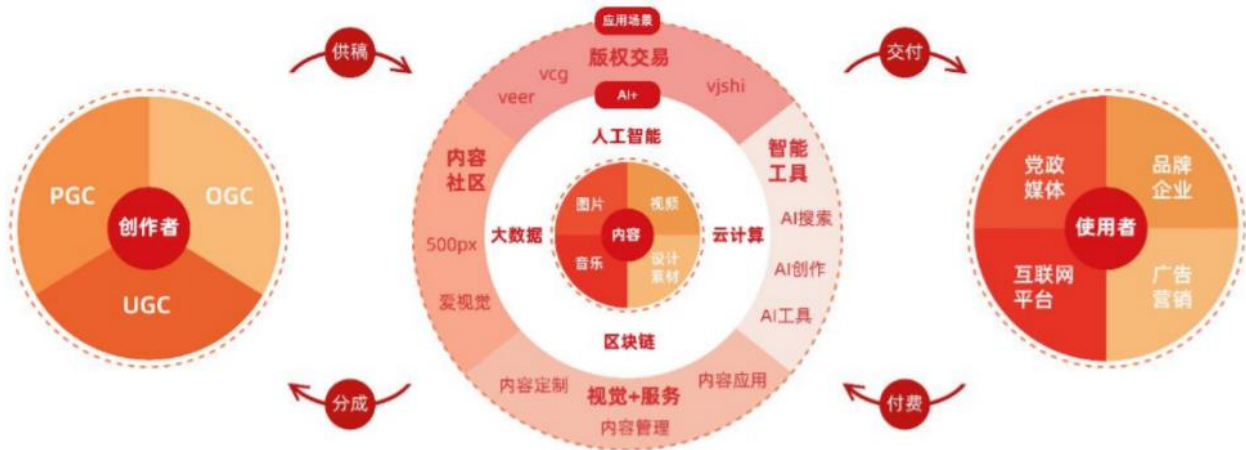 供稿
PGC
OGC
创作者
UGC
分成
应用场景
版权交易
vcg
veer
vjshi
AI+
人工智能
内容
社区
500px
爱视觉
大数据
图片
视频
内容
音乐
设计
素材
云计算
区块链
智能
工具
AI搜索
AI创作
AI工具
内容定制
视觉+服务
内容应用
内容管理
交付
党政
媒体
品牌
企业
使用者
互联网
平台
广告
营销
付费